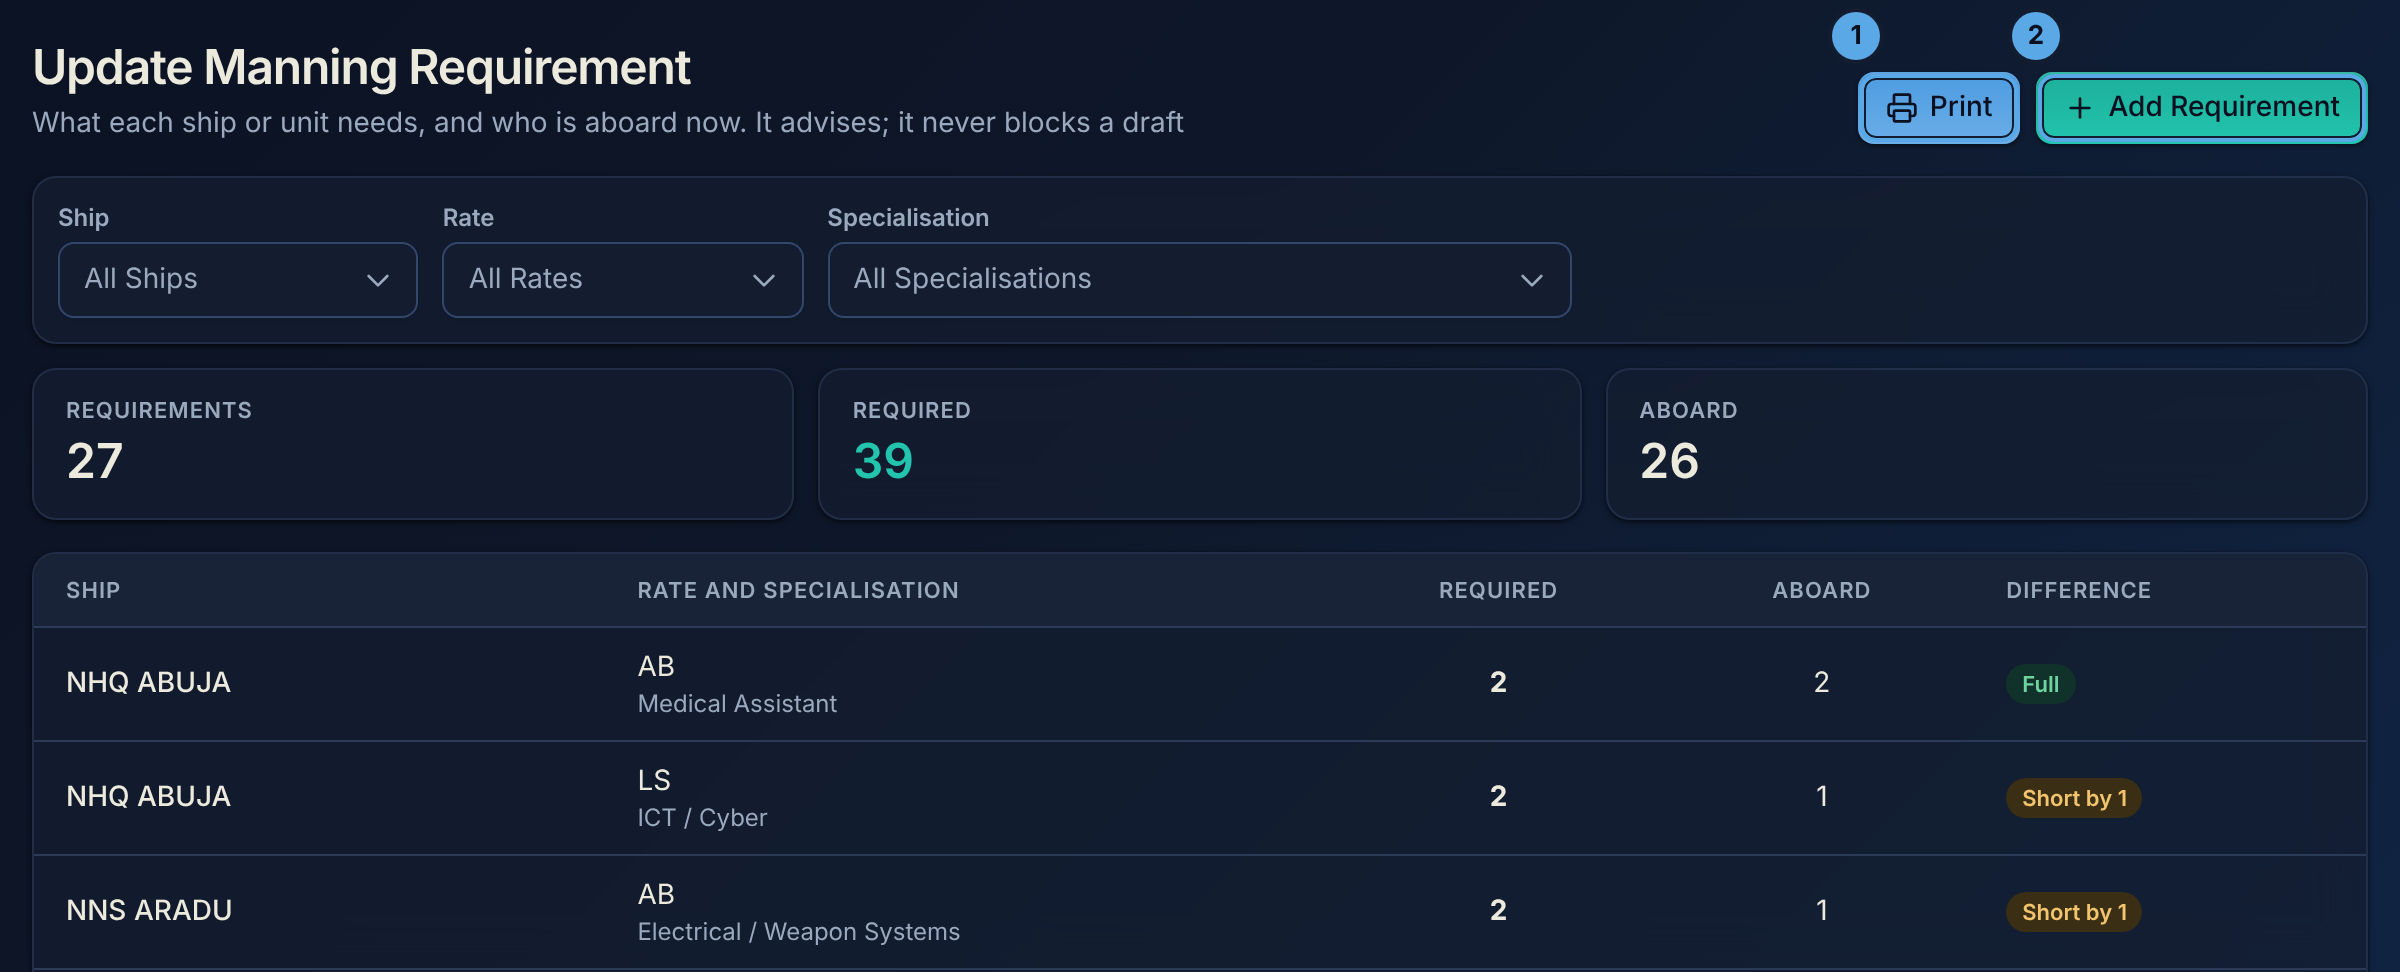 1
2
Update Manning Requirement
What each ship or unit needs, and who is aboard now. It advises; it never blocks a draft
Print
+ Add Requirement
Ship
Rate
Specialisation
All Ships
All Rates
All Specialisations
REQUIREMENTS
27
REQUIRED
39
ABOARD
26
SHIP
RATE AND SPECIALISATION
REQUIRED
ABOARD
DIFFERENCE
NHQ ABUJA
AB
Medical Assistant
2
2
Full
NHQ ABUJA
LS
ICT / Cyber
2
1
Short by 1
NNS ARADU
AB
Electrical / Weapon Systems
2
1
Short by 1